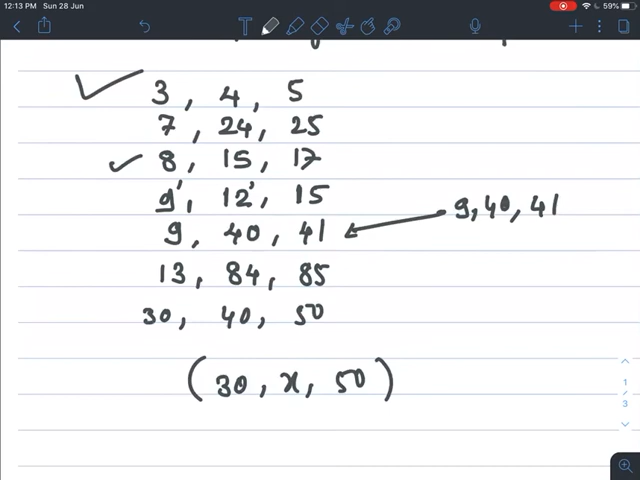 12:13 PM Sun 28 Jun 59%
3, 4, 5
7, 24, 25
8, 15, 17
9', 12', 15
9, 40, 41
9, 40, 41
13, 84, 85
30, 40, 50
(30, x, 50)
1
3